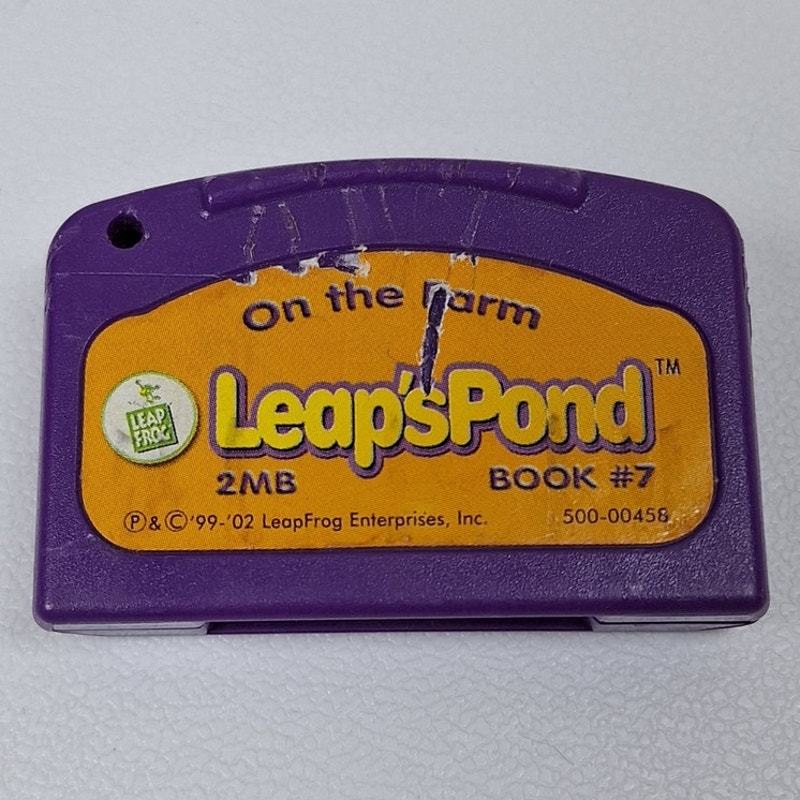 On the Farm
LEAP
FROG
Leap'sPond™
2MB BOOK #7
Ⓟ & © '99-'02 LeapFrog Enterprises, Inc. 500-00458